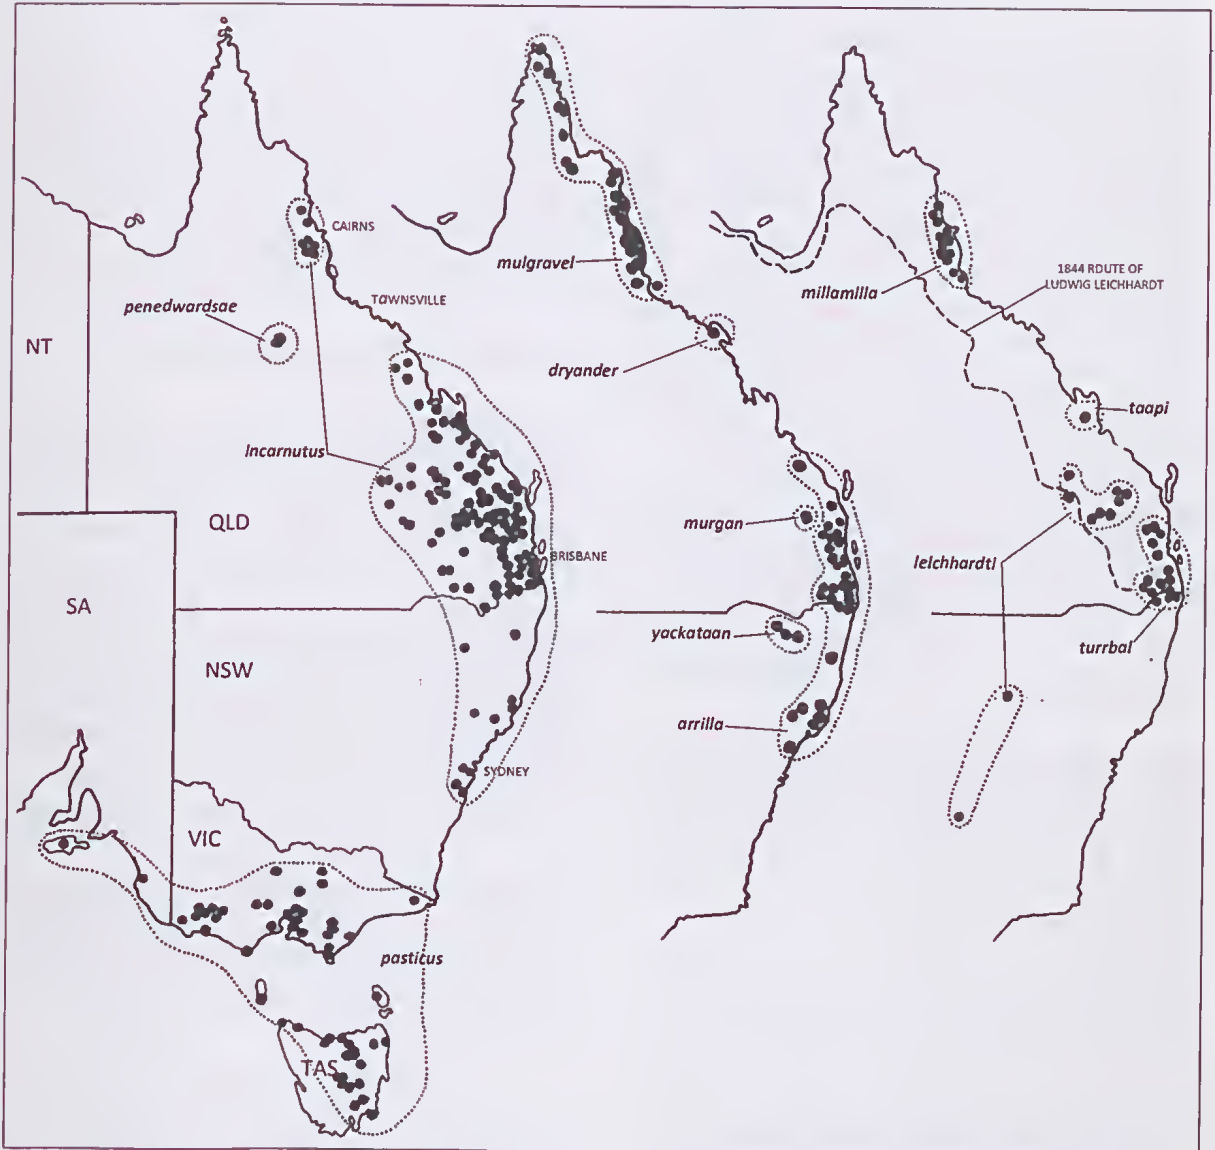 CAIRNS
mulgravei
millamilla
1844 RDUTE OF
LUDWIG LEICHHARDT
penedwardsae
TOWNSVILLE
NT
dryander
taapi
incarnutus
QLD
murgan
BRISBANE
leichhardti
SA
yackataan
turrbal
NSW
arrilla
SYDNEY
VIC
pasticus
TAS